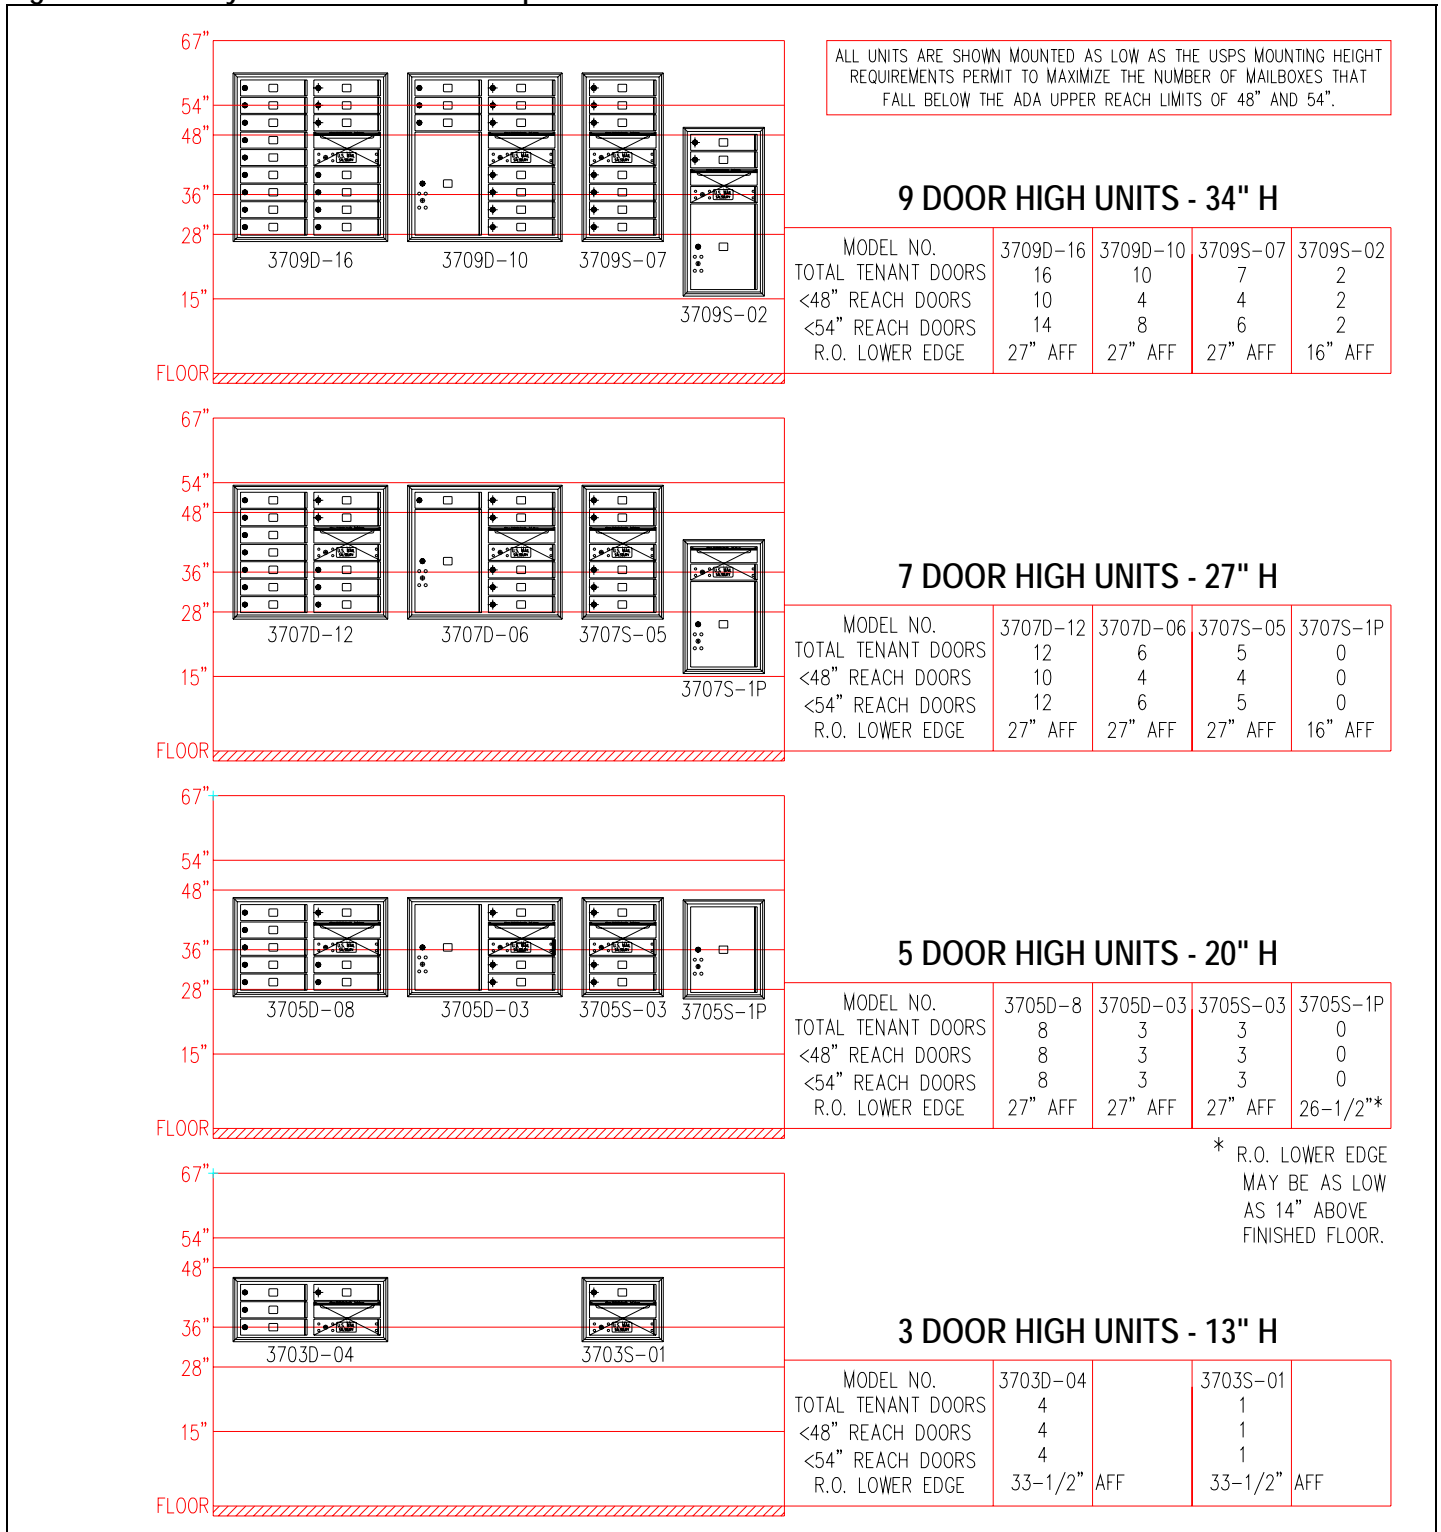 67"
54"
48"
36"
28"
15"
FLOOR
3709D-16
3709D-10
3709S-07
3709S-02
ALL UNITS ARE SHOWN MOUNTED AS LOW AS THE USPS MOUNTING HEIGHT
REQUIREMENTS PERMIT TO MAXIMIZE THE NUMBER OF MAILBOXES THAT
FALL BELOW THE ADA UPPER REACH LIMITS OF 48" AND 54".
9 DOOR HIGH UNITS - 34" H
MODEL NO. 3709D-16 3709D-10 3709S-07 3709S-02
TOTAL TENANT DOORS 16 10 7 2
<48" REACH DOORS 10 4 4 2
<54" REACH DOORS 14 8 6 2
R.O. LOWER EDGE 27" AFF 27" AFF 27" AFF 16" AFF
67"
54"
48"
36"
28"
15"
FLOOR
3707D-12
3707D-06
3707S-05
3707S-1P
7 DOOR HIGH UNITS - 27" H
MODEL NO. 3707D-12 3707D-06 3707S-05 3707S-1P
TOTAL TENANT DOORS 12 6 5 0
<48" REACH DOORS 10 4 4 0
<54" REACH DOORS 12 6 5 0
R.O. LOWER EDGE 27" AFF 27" AFF 27" AFF 16" AFF
67"
54"
48"
36"
28"
15"
FLOOR
3705D-08
3705D-03
3705S-03
3705S-1P
5 DOOR HIGH UNITS - 20" H
MODEL NO. 3705D-8 3705D-03 3705S-03 3705S-1P
TOTAL TENANT DOORS 8 3 3 0
<48" REACH DOORS 8 3 3 0
<54" REACH DOORS 8 3 3 0
R.O. LOWER EDGE 27" AFF 27" AFF 27" AFF 26-1/2"*
* R.O. LOWER EDGE
MAY BE AS LOW
AS 14" ABOVE
FINISHED FLOOR.
67"
54"
48"
36"
28"
15"
FLOOR
3703D-04
3703S-01
3 DOOR HIGH UNITS - 13" H
MODEL NO. 3703D-04 3703S-01
TOTAL TENANT DOORS 4 1
<48" REACH DOORS 4 1
<54" REACH DOORS 4 1
R.O. LOWER EDGE 33-1/2" AFF 33-1/2" AFF